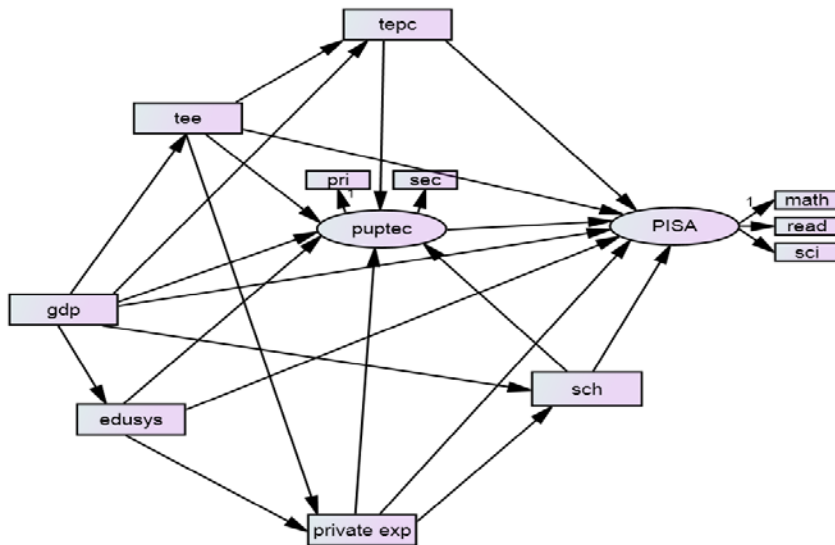 tepc
tee
pri
1
sec
puptec
PISA
1
math
read
sci
gdp
edusys
sch
private exp